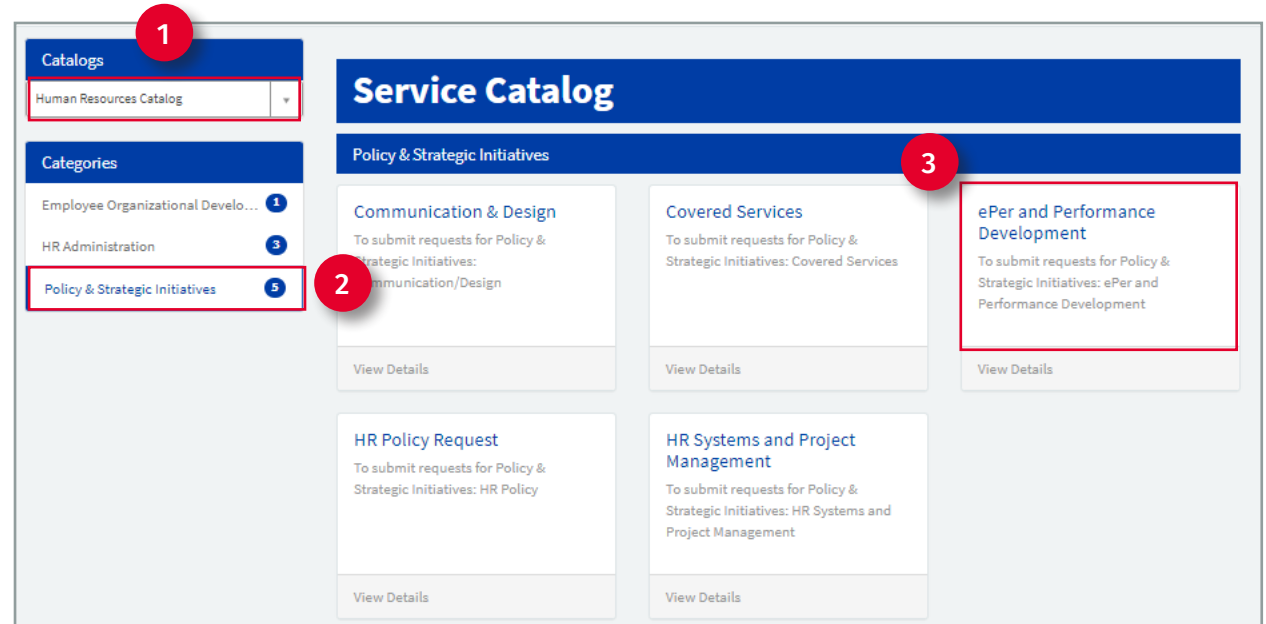 1
Catalogs
Human Resources Catalog
Categories
Employee Organizational Develo... 1
HR Administration 3
Policy & Strategic Initiatives 5
2
Service Catalog
Policy & Strategic Initiatives
3
Communication & Design
To submit requests for Policy &
Strategic Initiatives:
Communication/Design
View Details
Covered Services
To submit requests for Policy &
Strategic Initiatives: Covered Services
View Details
ePer and Performance
Development
To submit requests for Policy &
Strategic Initiatives: ePer and
Performance Development
View Details
HR Policy Request
To submit requests for Policy &
Strategic Initiatives: HR Policy
View Details
HR Systems and Project
Management
To submit requests for Policy &
Strategic Initiatives: HR Systems and
Project Management
View Details